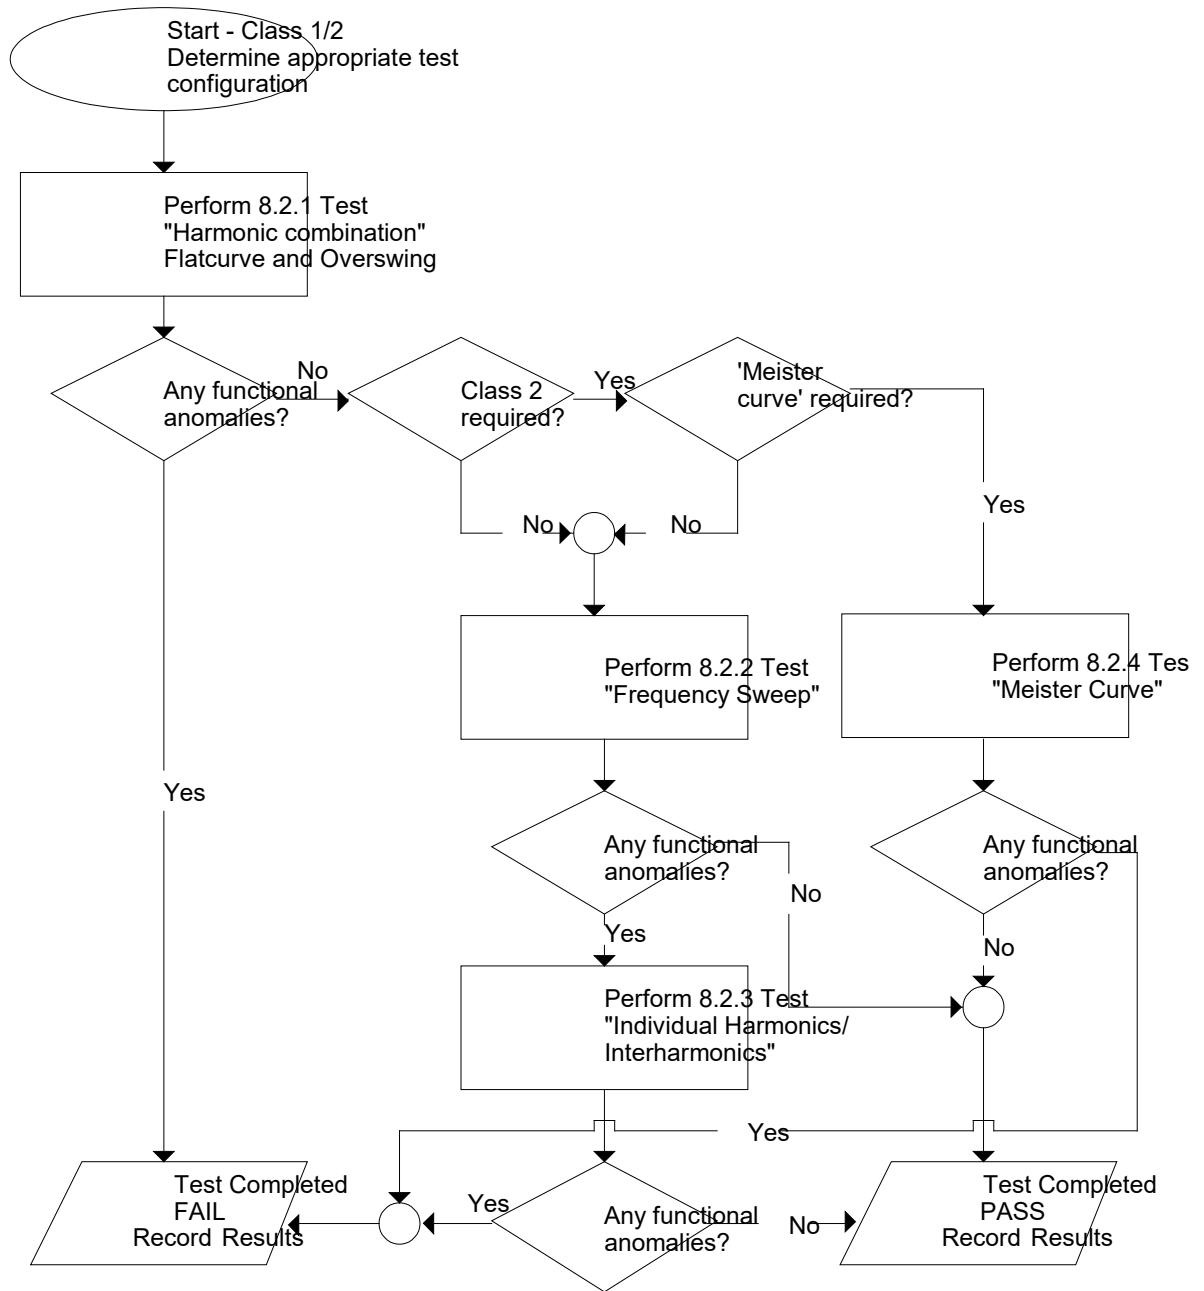 Start - Class 1/2
Determine appropriate test
configuration
Perform 8.2.1 Test
"Harmonic combination"
Flatcurve and Overswing
Any functional
anomalies?
No
Class 2
required?
Yes
'Meister
curve' required?
No
No
Yes
Perform 8.2.2 Test
"Frequency Sweep"
Perform 8.2.4 Tes
"Meister Curve"
Yes
Any functional
anomalies?
No
Any functional
anomalies?
Yes
No
Perform 8.2.3 Test
"Individual Harmonics/
Interharmonics"
Yes
Test Completed
FAIL
Record Results
Yes
Any functional
anomalies?
No
Test Completed
PASS
Record Results